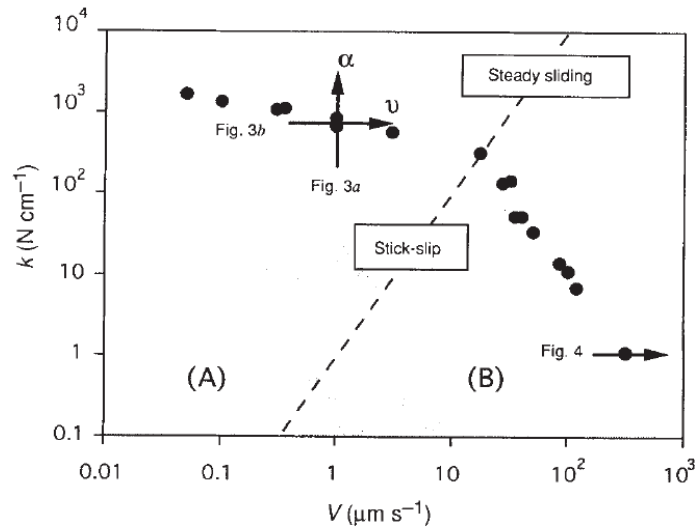 10⁴
10³
10²
10
1
0.1
k (N cm⁻¹)
α
υ
Steady sliding
Fig. 3b
Fig. 3a
Stick-slip
Fig. 4
(A)
(B)
0.01
0.1
1
10
10²
10³
V (μm s⁻¹)